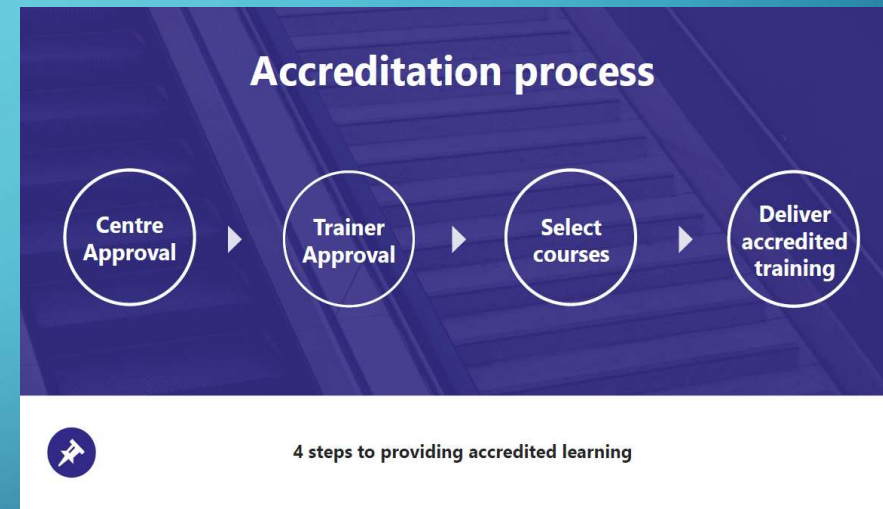 Accreditation process
Centre
Approval
Trainer
Approval
Select
courses
Deliver
accredited
training
4 steps to providing accredited learning